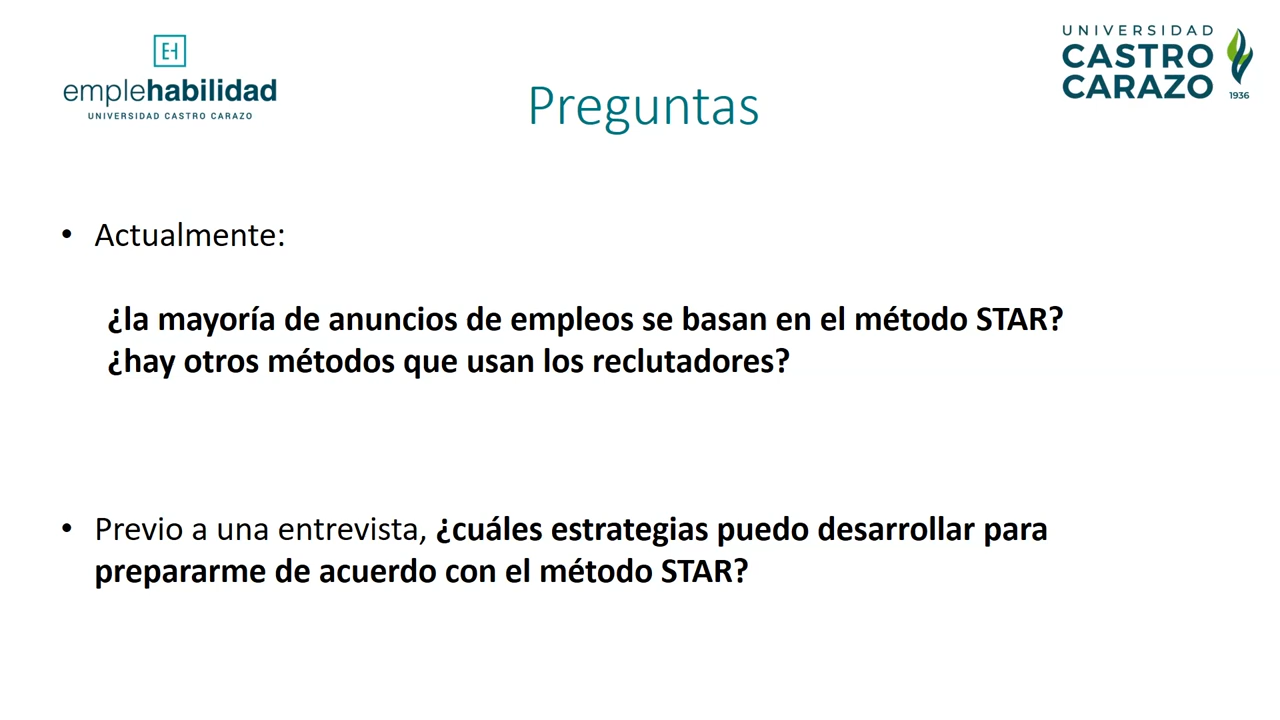 EH
emplehabilidad
UNIVERSIDAD CASTRO CARAZO
UNIVERSIDAD
CASTRO
CARAZO
1936
Preguntas
• Actualmente:
¿la mayoría de anuncios de empleos se basan en el método STAR?
¿hay otros métodos que usan los reclutadores?
• Previo a una entrevista, ¿cuáles estrategias puedo desarrollar para
prepararme de acuerdo con el método STAR?